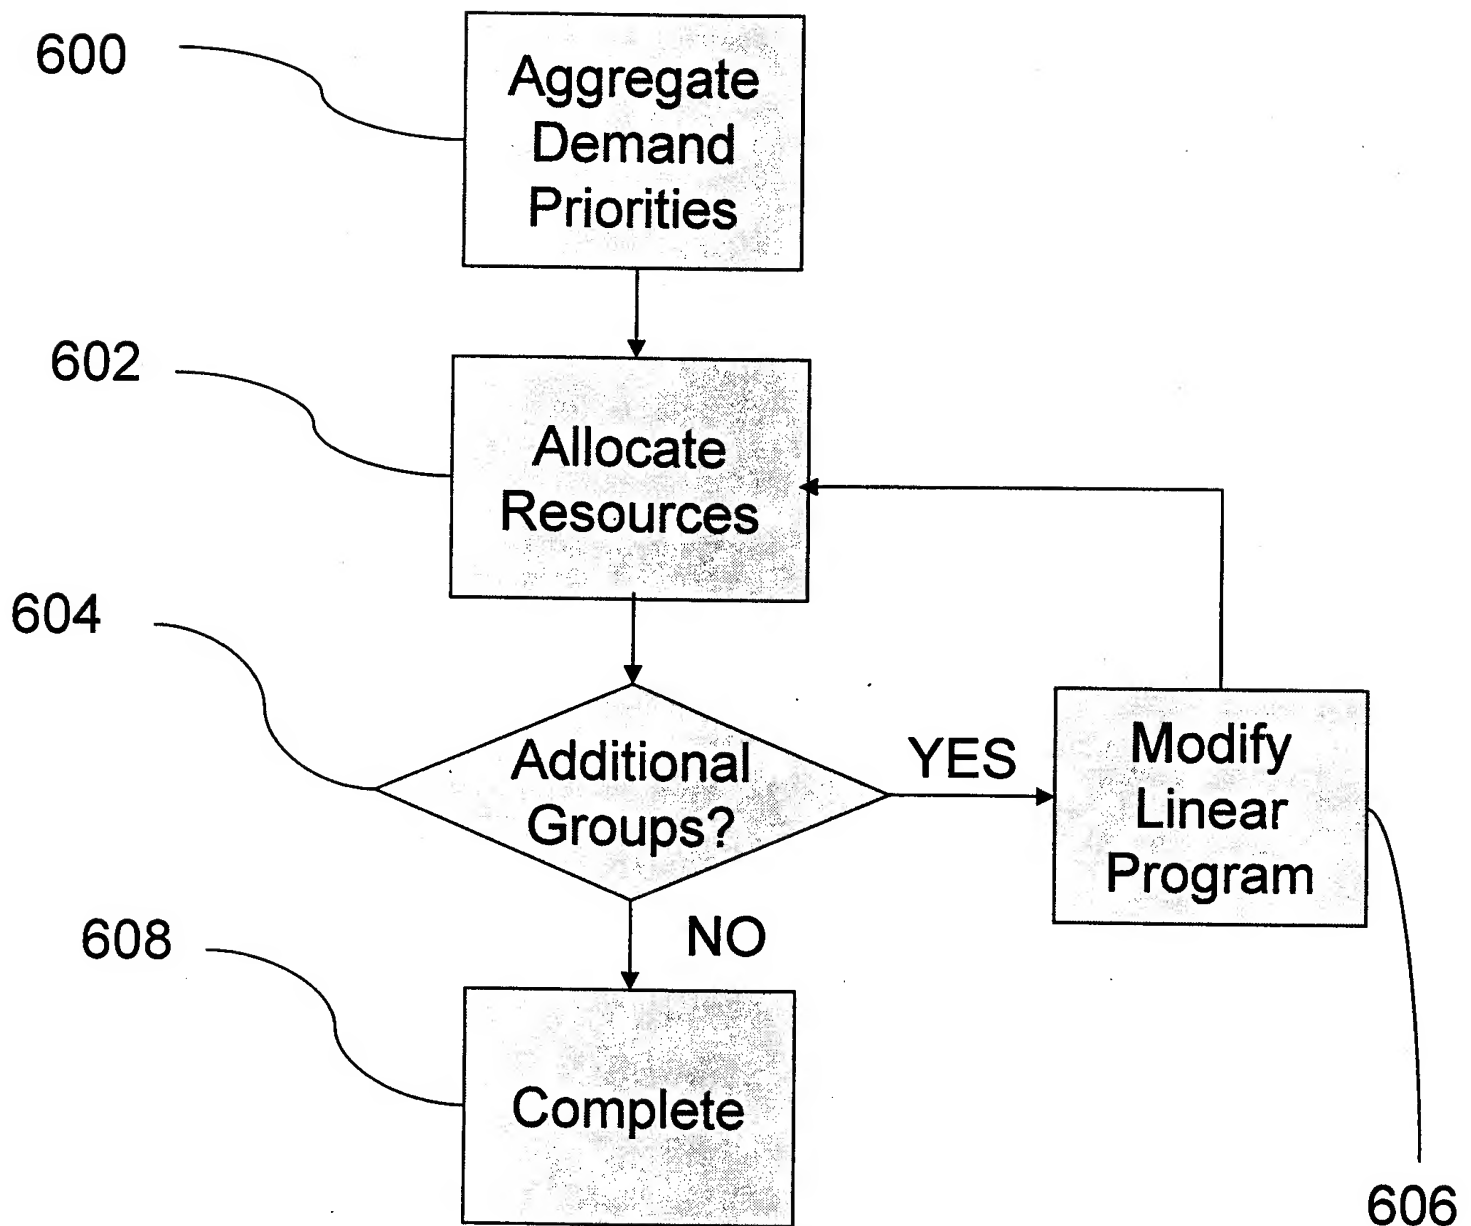 600
Aggregate
Demand
Priorities
602
Allocate
Resources
604
Additional
Groups?
YES
Modify
Linear
Program
608
NO
Complete
606